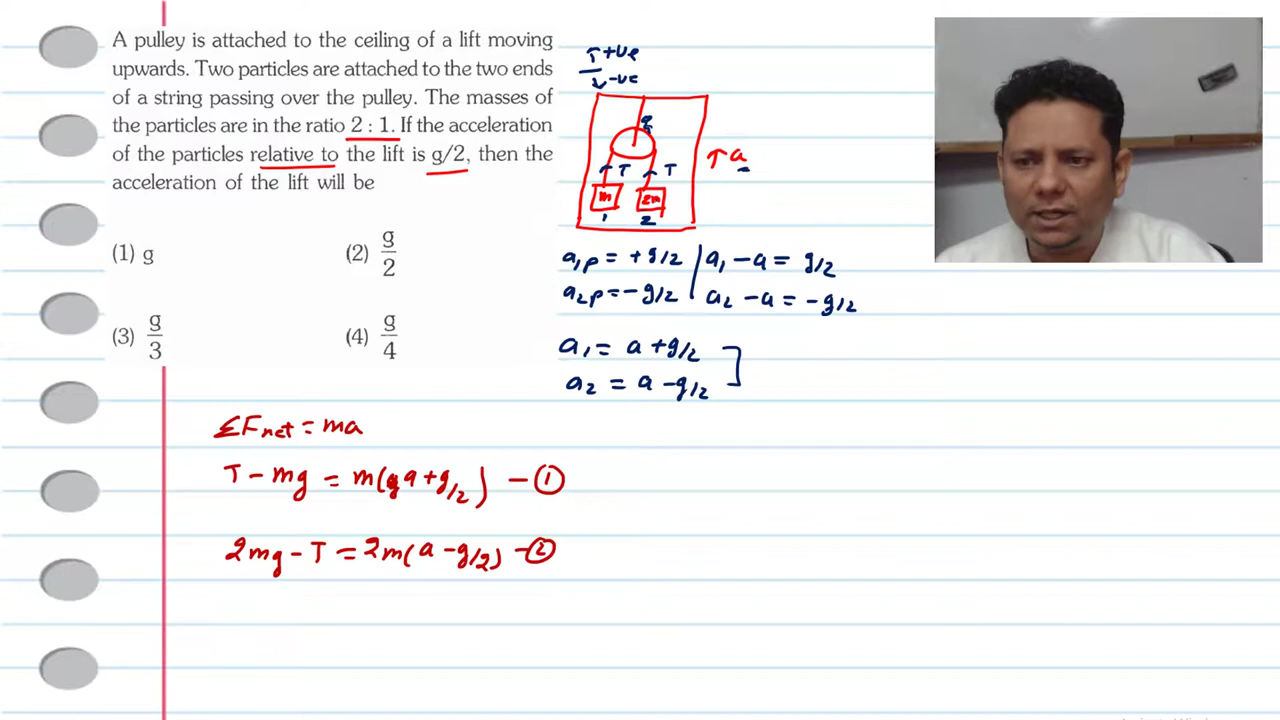 A pulley is attached to the ceiling of a lift moving
upwards. Two particles are attached to the two ends
of a string passing over the pulley. The masses of
the particles are in the ratio 2 : 1. If the acceleration
of the particles relative to the lift is g/2, then the
acceleration of the lift will be
(1) g
(2) g/2
(3) g/3
(4) g/4
↑ +ve
↓ -ve
T T
m 2m
1 2
↑ a
a₁p = +g/2 | a₁ - a = g/2
a₂p = -g/2 | a₂ - a = -g/2
a₁ = a + g/2
a₂ = a - g/2
ΣFnet = ma
T - mg = m(a + g/2) - ①
2mg - T = 2m(a - g/2) - ②